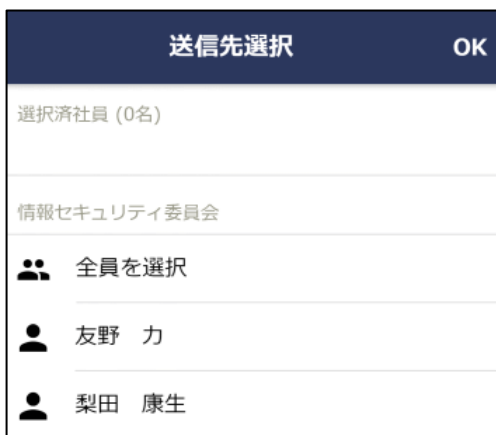 送信先選択 OK
選択済社員 (0名)
情報セキュリティ委員会
全員を選択
友野　力
梨田　康生